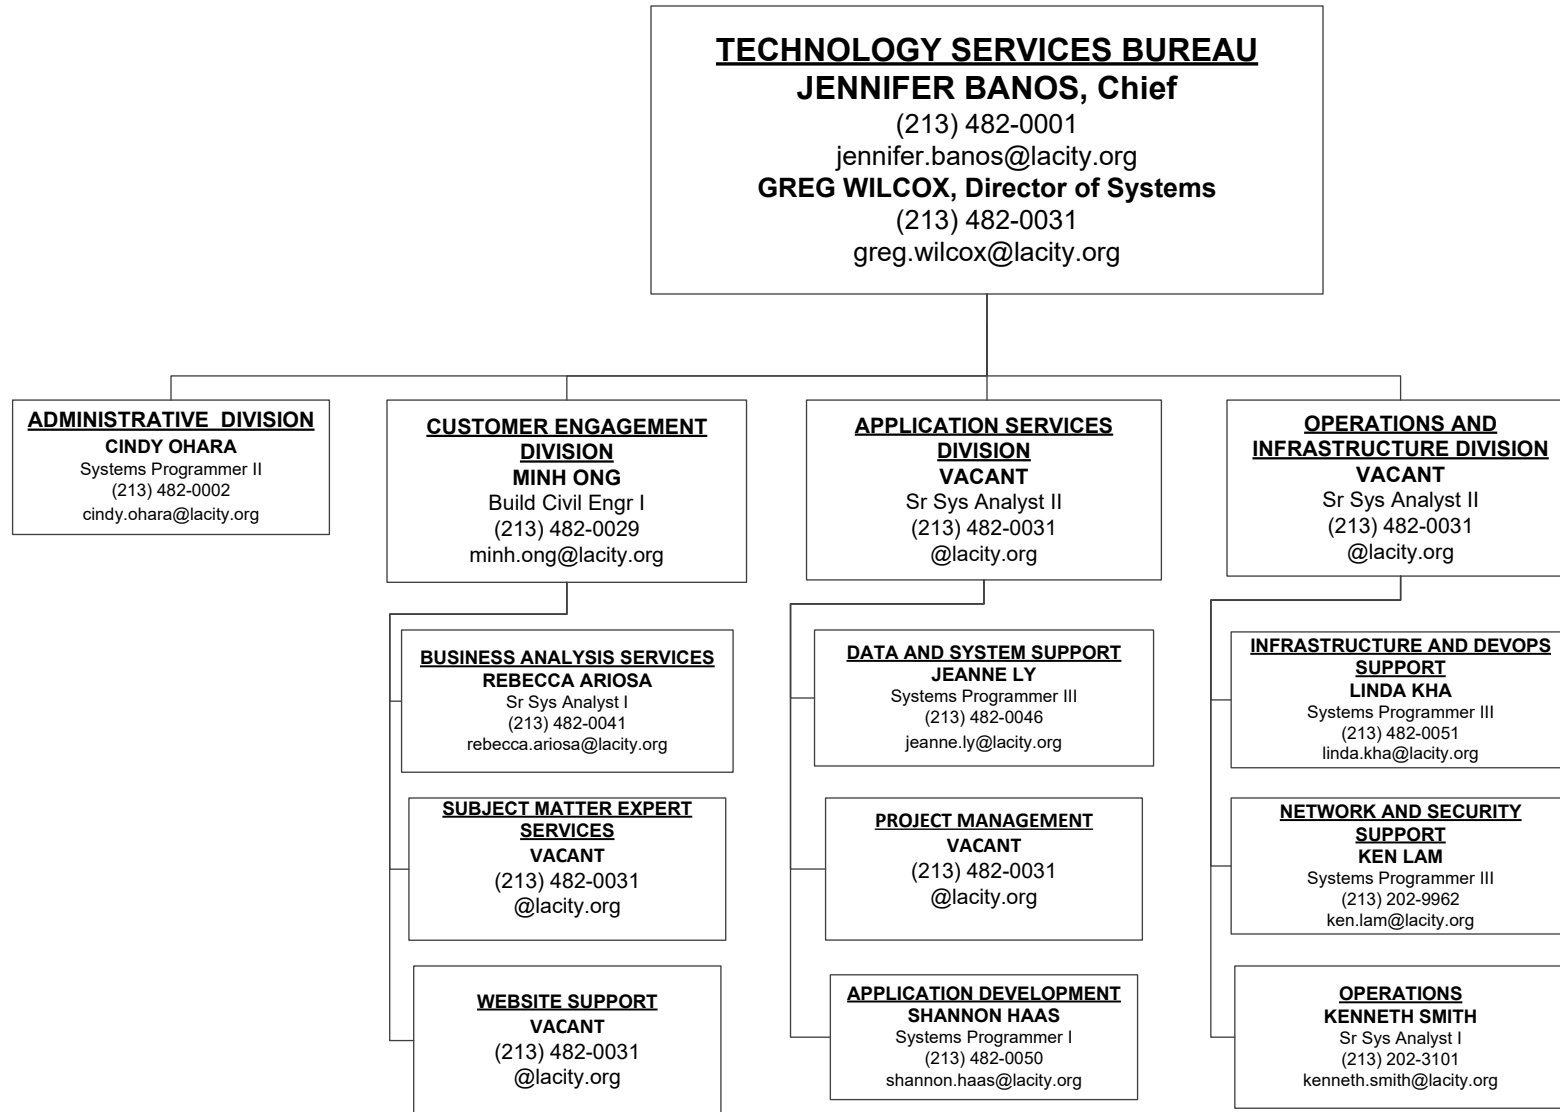 TECHNOLOGY SERVICES BUREAU
JENNIFER BANOS, Chief
(213) 482-0001
jennifer.banos@lacity.org
GREG WILCOX, Director of Systems
(213) 482-0031
greg.wilcox@lacity.org
ADMINISTRATIVE DIVISION
CINDY OHARA
Systems Programmer II
(213) 482-0002
cindy.ohara@lacity.org
CUSTOMER ENGAGEMENT
DIVISION
MINH ONG
Build Civil Engr I
(213) 482-0029
minh.ong@lacity.org
APPLICATION SERVICES
DIVISION
VACANT
Sr Sys Analyst II
(213) 482-0031
@lacity.org
OPERATIONS AND
INFRASTRUCTURE DIVISION
VACANT
Sr Sys Analyst II
(213) 482-0031
@lacity.org
BUSINESS ANALYSIS SERVICES
REBECCA ARIOSA
Sr Sys Analyst I
(213) 482-0041
rebecca.ariosa@lacity.org
DATA AND SYSTEM SUPPORT
JEANNE LY
Systems Programmer III
(213) 482-0046
jeanne.ly@lacity.org
INFRASTRUCTURE AND DEVOPS
SUPPORT
LINDA KHA
Systems Programmer III
(213) 482-0051
linda.kha@lacity.org
SUBJECT MATTER EXPERT
SERVICES
VACANT
(213) 482-0031
@lacity.org
PROJECT MANAGEMENT
VACANT
(213) 482-0031
@lacity.org
NETWORK AND SECURITY
SUPPORT
KEN LAM
Systems Programmer III
(213) 202-9962
ken.lam@lacity.org
WEBSITE SUPPORT
VACANT
(213) 482-0031
@lacity.org
APPLICATION DEVELOPMENT
SHANNON HAAS
Systems Programmer I
(213) 482-0050
shannon.haas@lacity.org
OPERATIONS
KENNETH SMITH
Sr Sys Analyst I
(213) 202-3101
kenneth.smith@lacity.org